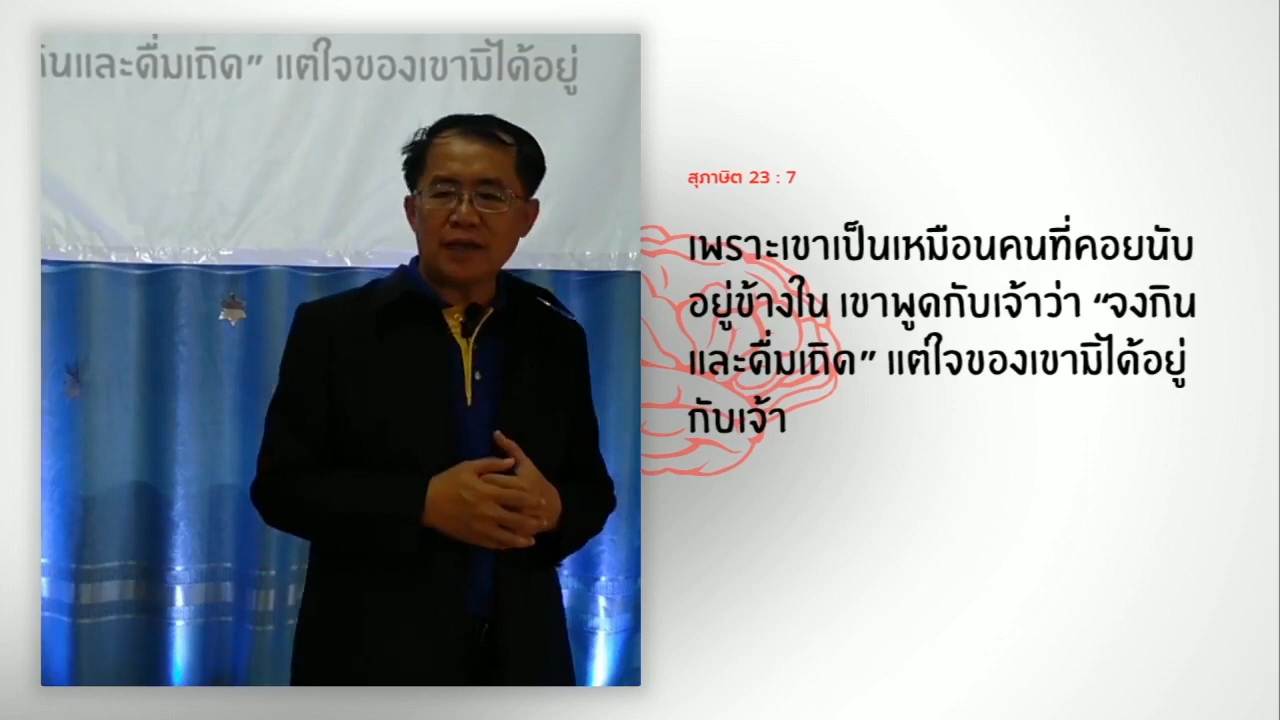 กินและดื่มเถิด” แต่ใจของเขามิได้อยู่
สุภาษิต 23 : 7
เพราะเขาเป็นเหมือนคนที่คอยนับ
อยู่ข้างใน เขาพูดกับเจ้าว่า “จงกิน
และดื่มเถิด” แต่ใจของเขามิได้อยู่
กับเจ้า